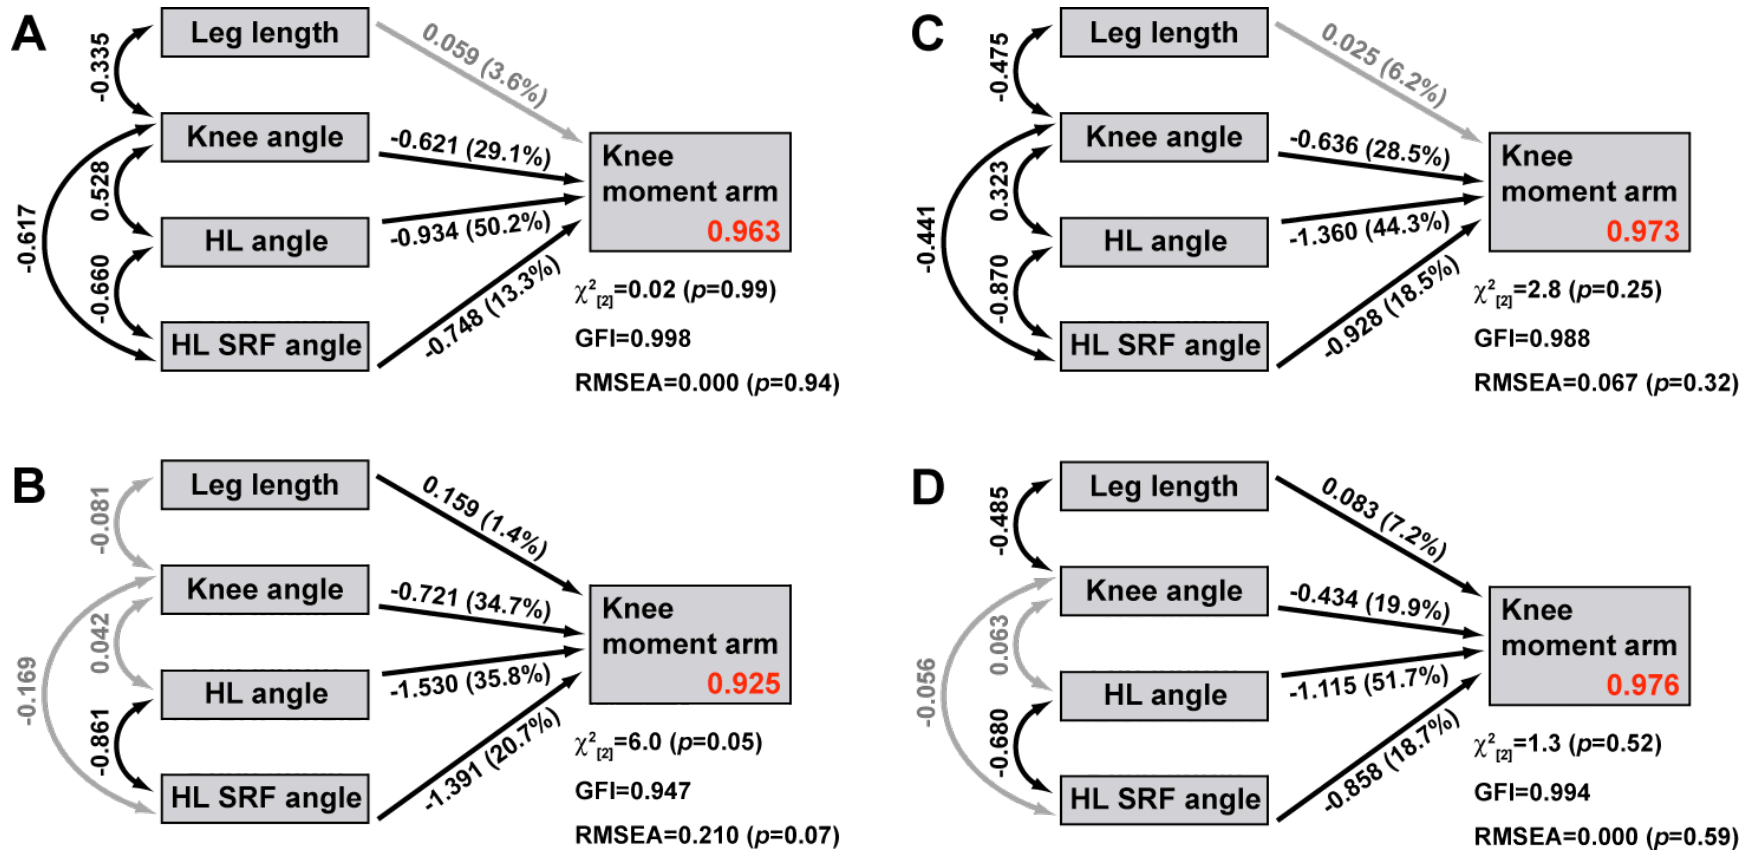 A
Leg length
Knee angle
HL angle
HL SRF angle
-0.335
0.528
-0.617
-0.660
0.059 (3.6%)
-0.621 (29.1%)
-0.934 (50.2%)
-0.748 (13.3%)
Knee
moment arm
0.963
χ²[2]=0.02 (p=0.99)
GFI=0.998
RMSEA=0.000 (p=0.94)
C
Leg length
Knee angle
HL angle
HL SRF angle
-0.475
0.323
-0.441
-0.870
0.025 (6.2%)
-0.636 (28.5%)
-1.360 (44.3%)
-0.928 (18.5%)
Knee
moment arm
0.973
χ²[2]=2.8 (p=0.25)
GFI=0.988
RMSEA=0.067 (p=0.32)
B
Leg length
Knee angle
HL angle
HL SRF angle
-0.081
0.042
-0.169
-0.861
0.159 (1.4%)
-0.721 (34.7%)
-1.530 (35.8%)
-1.391 (20.7%)
Knee
moment arm
0.925
χ²[2]=6.0 (p=0.05)
GFI=0.947
RMSEA=0.210 (p=0.07)
D
Leg length
Knee angle
HL angle
HL SRF angle
-0.485
0.063
-0.056
-0.680
0.083 (7.2%)
-0.434 (19.9%)
-1.115 (51.7%)
-0.858 (18.7%)
Knee
moment arm
0.976
χ²[2]=1.3 (p=0.52)
GFI=0.994
RMSEA=0.000 (p=0.59)